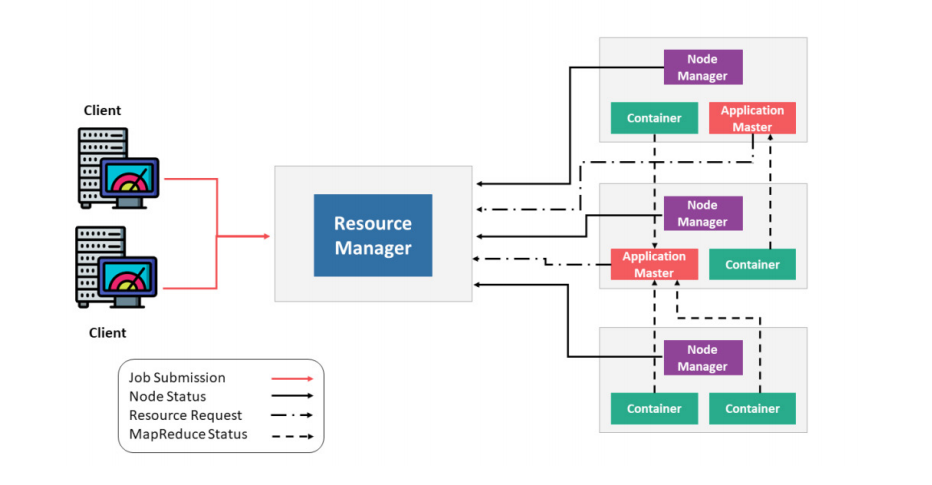 Client
Client
Job Submission
Node Status
Resource Request
MapReduce Status
Resource
Manager
Node
Manager
Container
Application
Master
Node
Manager
Application
Master
Container
Node
Manager
Container
Container